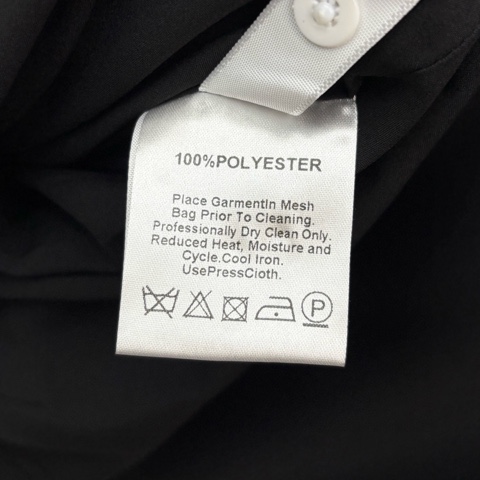 100%POLYESTER
Place GarmentIn Mesh
Bag Prior To Cleaning.
Professionally Dry Clean Only.
Reduced Heat, Moisture and
Cycle.Cool Iron.
UsePressCloth.
P